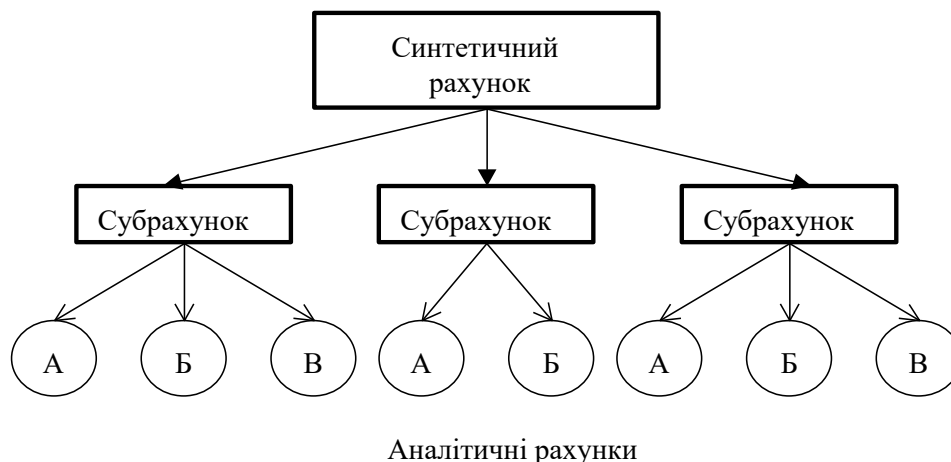 Синтетичний
рахунок
Субрахунок
Субрахунок
Субрахунок
А
Б
В
А
Б
А
Б
В
Аналітичні рахунки